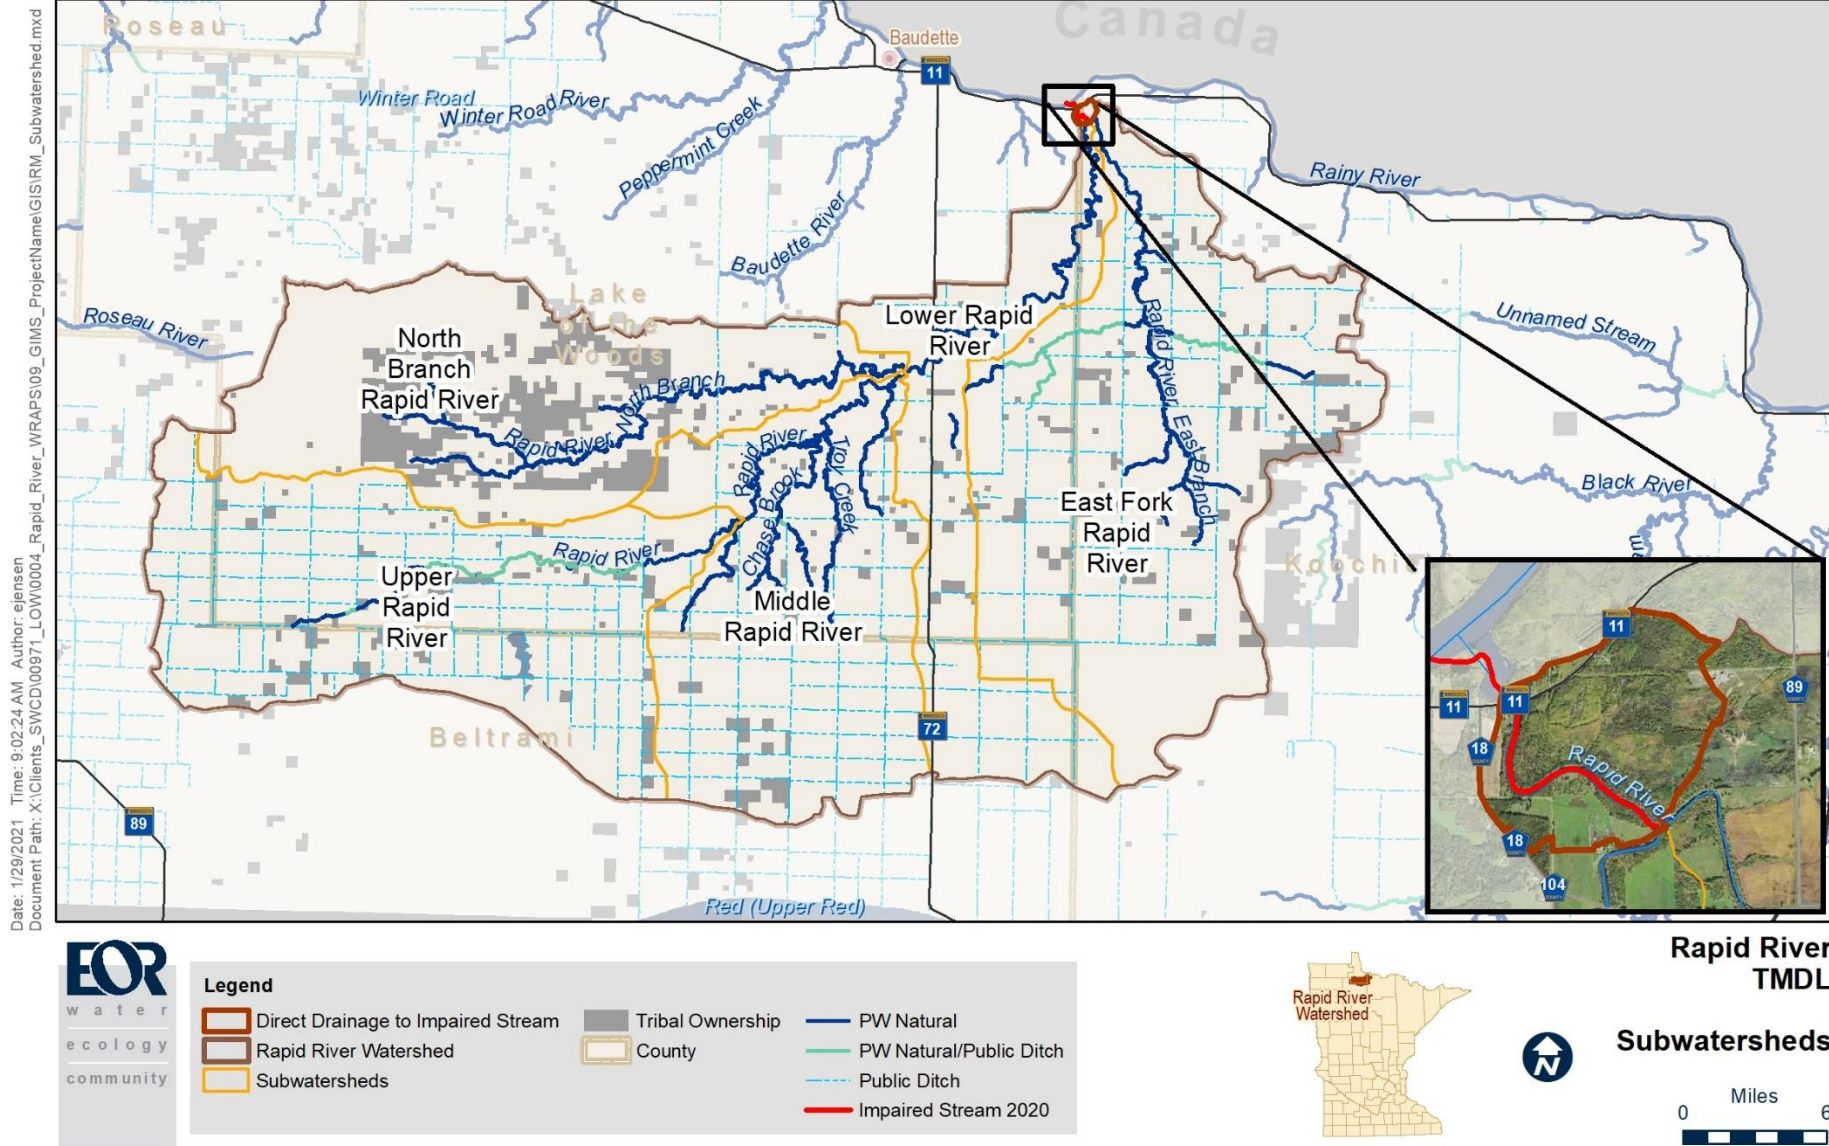 Date: 1/29/2021 Time: 9:02:24 AM Author: ejensen
Document Path: X:\Clients_SWCD\00971_LOW\0004_Rapid_River_WRAPS\09_GIMS_ProjectName\GIS\RM_Subwatershed.mxd
Roseau
Canada
Baudette
11
Winter Road
Winter Road River
Peppermint Creek
Baudette River
Rainy River
Roseau River
Lake
of the
Woods
North
Branch
Rapid River
Lower Rapid
River
Unnamed Stream
North Branch
Rapid River
Rapid River
Troy Creek
Chase Brook
Rapid River, East Branch
Black River
East Fork
Rapid
River
Rapid River
Upper
Rapid
River
Middle
Rapid River
Koochi
Beltrami
72
89
Red (Upper Red)
11
11
11
89
18
Rapid River
18
COUNTY
104
COUNTY
EOR
water
ecology
community
Legend
Direct Drainage to Impaired Stream
Rapid River Watershed
Subwatersheds
Tribal Ownership
County
PW Natural
PW Natural/Public Ditch
Public Ditch
Impaired Stream 2020
Rapid River
Watershed
N
Rapid River
TMDL
Subwatersheds
Miles
0 6